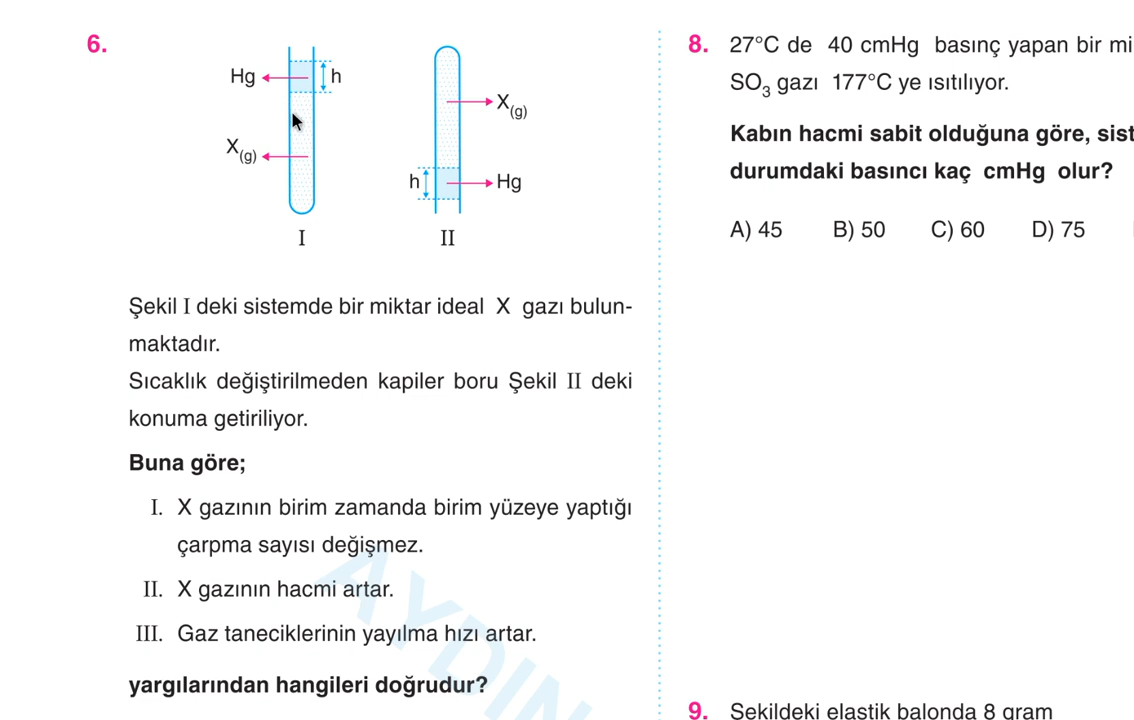 6.
Hg
h
X(g)
I
X(g)
h
Hg
II
Şekil I deki sistemde bir miktar ideal X gazı bulun-
maktadır.
Sıcaklık değiştirilmeden kapiler boru Şekil II deki
konuma getiriliyor.
Buna göre;
I. X gazının birim zamanda birim yüzeye yaptığı
çarpma sayısı değişmez.
II. X gazının hacmi artar.
III. Gaz taneciklerinin yayılma hızı artar.
yargılarından hangileri doğrudur?
AYDIN
8. 27°C de 40 cmHg basınç yapan bir mi
SO₃ gazı 177°C ye ısıtılıyor.
Kabın hacmi sabit olduğuna göre, sist
durumdaki basıncı kaç cmHg olur?
A) 45 B) 50 C) 60 D) 75
9. Şekildeki elastik balonda 8 gram